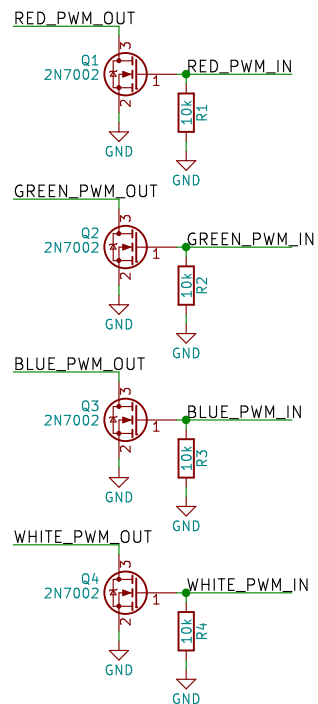 RED_PWM_OUT
3
Q1
2N7002
1
RED_PWM_IN
10k
R1
2
GND
GND
GREEN_PWM_OUT
3
Q2
2N7002
1
GREEN_PWM_IN
10k
R2
2
GND
GND
BLUE_PWM_OUT
3
Q3
2N7002
1
BLUE_PWM_IN
10k
R3
2
GND
GND
WHITE_PWM_OUT
3
Q4
2N7002
1
WHITE_PWM_IN
10k
R4
2
GND
GND